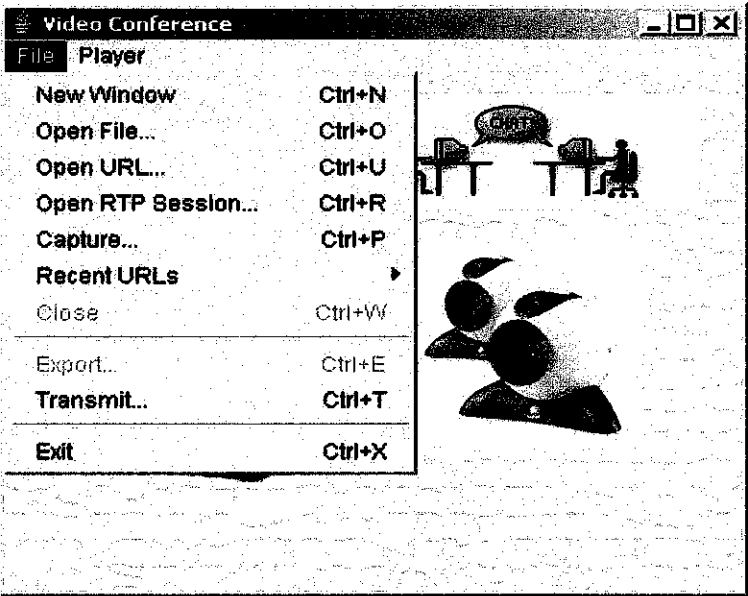 Video Conference
File Player
New Window Ctrl+N
Open File... Ctrl+O
Open URL... Ctrl+U
Open RTP Session... Ctrl+R
Capture... Ctrl+P
Recent URLs
Close Ctrl+W
Export... Ctrl+E
Transmit... Ctrl+T
Exit Ctrl+X
CHAT